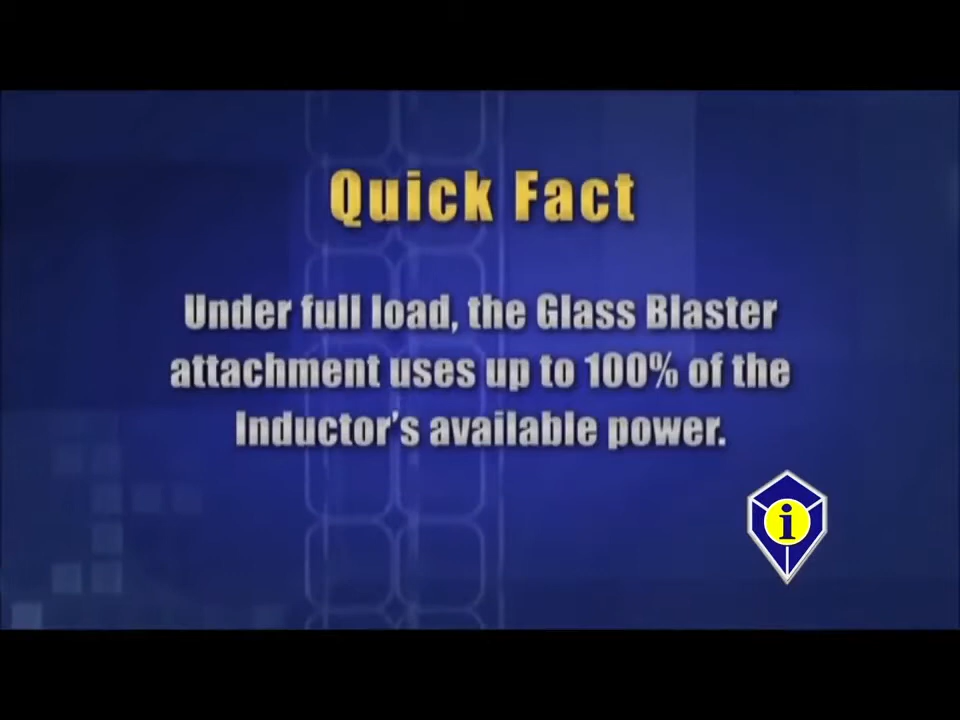 Quick Fact
Under full load, the Glass Blaster
attachment uses up to 100% of the
Inductor's available power.
i